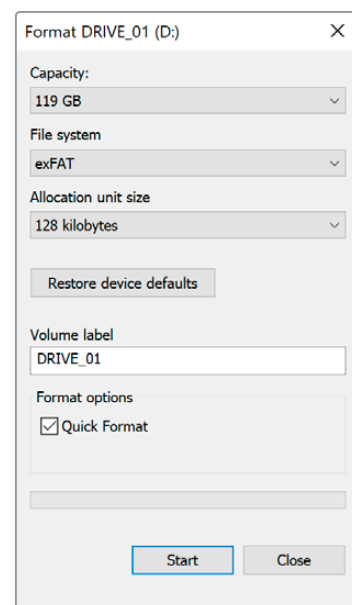 Format DRIVE_01 (D:)
Capacity:
119 GB
File system
exFAT
Allocation unit size
128 kilobytes
Restore device defaults
Volume label
DRIVE_01
Format options
Quick Format
Start Close